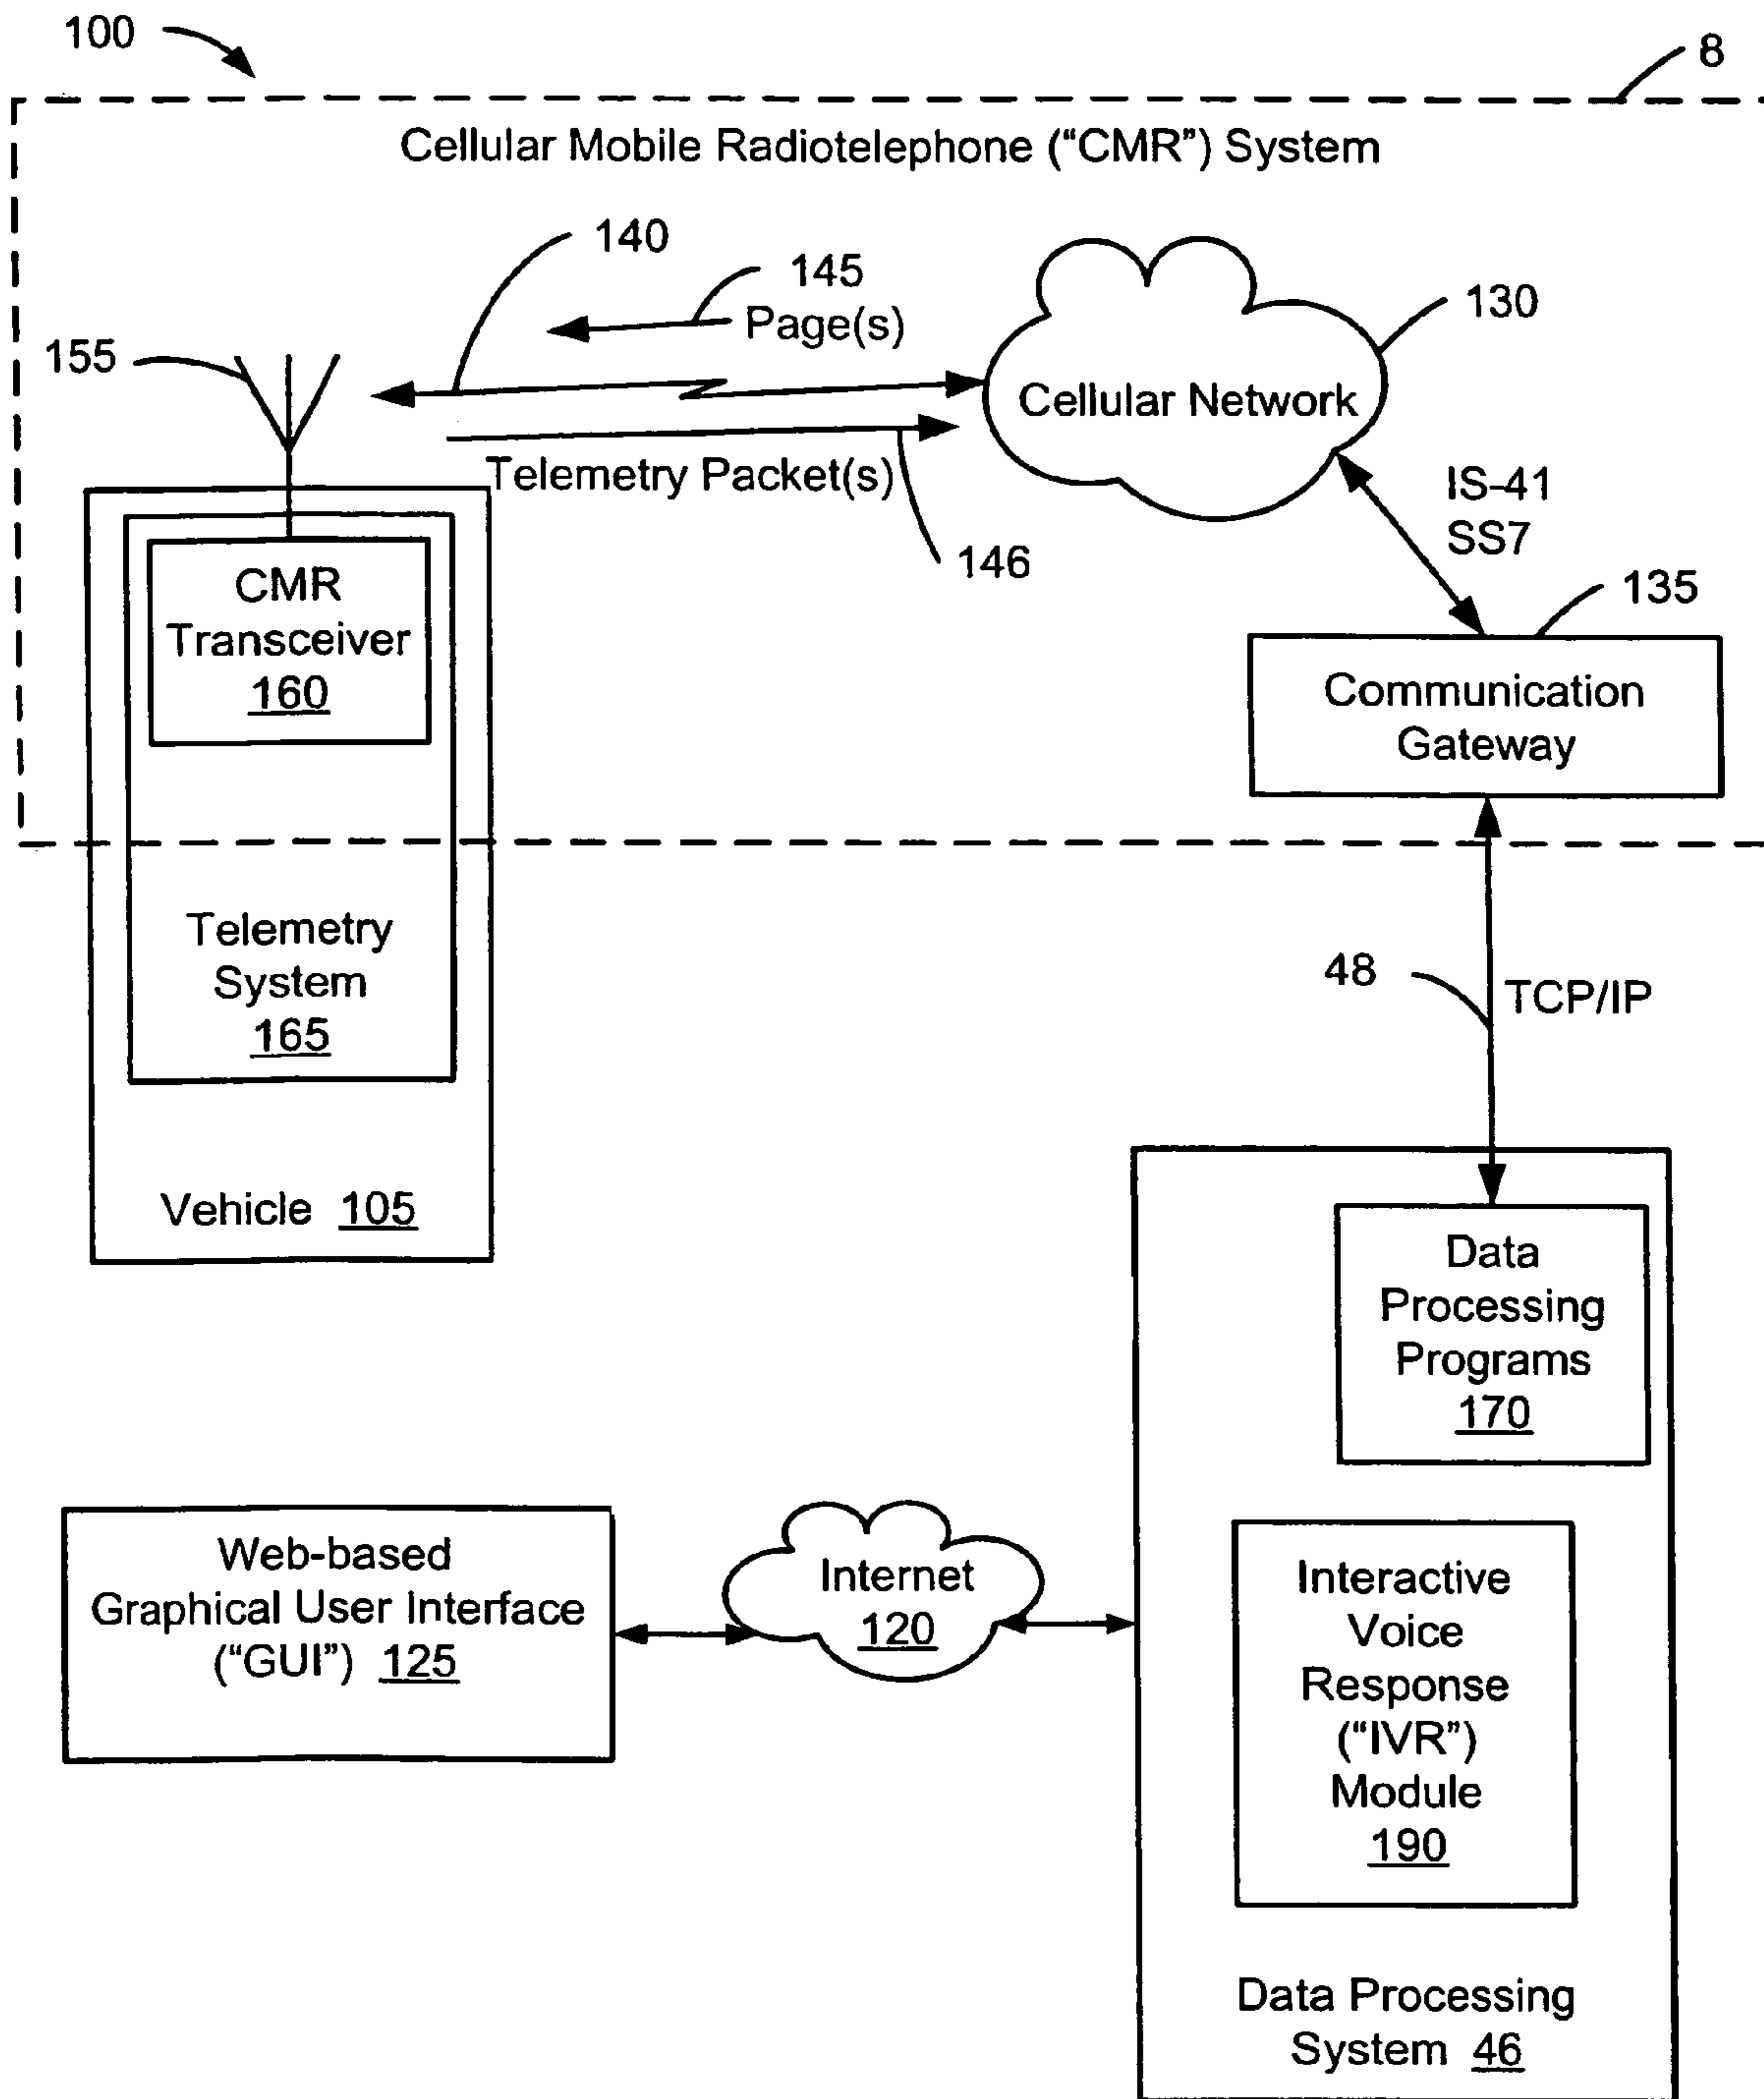 100
8
Cellular Mobile Radiotelephone (“CMR”) System
140
145
Page(s)
130
155
Cellular Network
Telemetry Packet(s)
146
IS-41
SS7
CMR
Transceiver
160
135
Communication
Gateway
Telemetry
System
165
48
TCP/IP
Vehicle 105
Data
Processing
Programs
170
Web-based
Graphical User Interface
(“GUI”) 125
Internet
120
Interactive
Voice
Response
(“IVR”)
Module
190
Data Processing
System 46